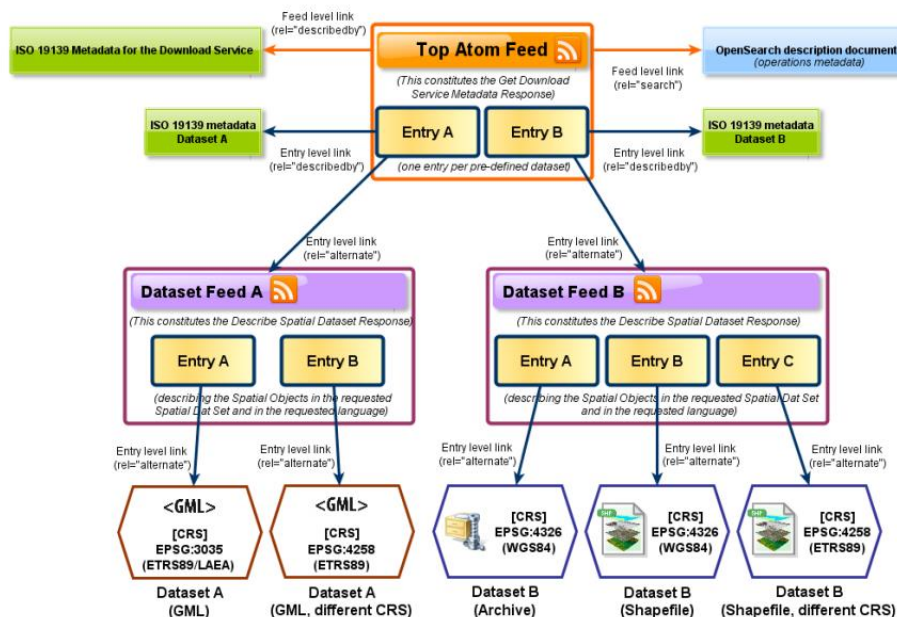 Feed level link
(rel="describedby")
ISO 19139 Metadata for the Download Service
Top Atom Feed
OpenSearch description document
(operations metadata)
Feed level link
(rel="search")
(This constitutes the Get Download
Service Metadata Response)
ISO 19139 metadata
Dataset A
Entry A
Entry B
ISO 19139 metadata
Dataset B
Entry level link
(rel="describedby")
(one entry per pre-defined dataset)
Entry level link
(rel="describedby")
Entry level link
(rel="alternate")
Entry level link
(rel="alternate")
Dataset Feed A
(This constitutes the Describe Spatial Dataset Response)
Entry A
Entry B
(describing the Spatial Objects in the requested
Spatial Dat Set and in the requested language)
Dataset Feed B
(This constitutes the Describe Spatial Dataset Response)
Entry A
Entry B
Entry C
(describing the Spatial Objects in the requested Spatial Dat Set
and in the requested language)
Entry level link
(rel="alternate")
Entry level link
(rel="alternate")
Entry level link
(rel="alternate")
Entry level link
(rel="alternate")
Entry level link
(rel="alternate")
<GML>
[CRS]
EPSG:3035
(ETRS89/LAEA)
Dataset A
(GML)
<GML>
[CRS]
EPSG:4258
(ETRS89)
Dataset A
(GML, different CRS)
[CRS]
EPSG:4326
(WGS84)
Dataset B
(Archive)
SHP
[CRS]
EPSG:4326
(WGS84)
Dataset B
(Shapefile)
SHP
[CRS]
EPSG:4258
(ETRS89)
Dataset B
(Shapefile, different CRS)